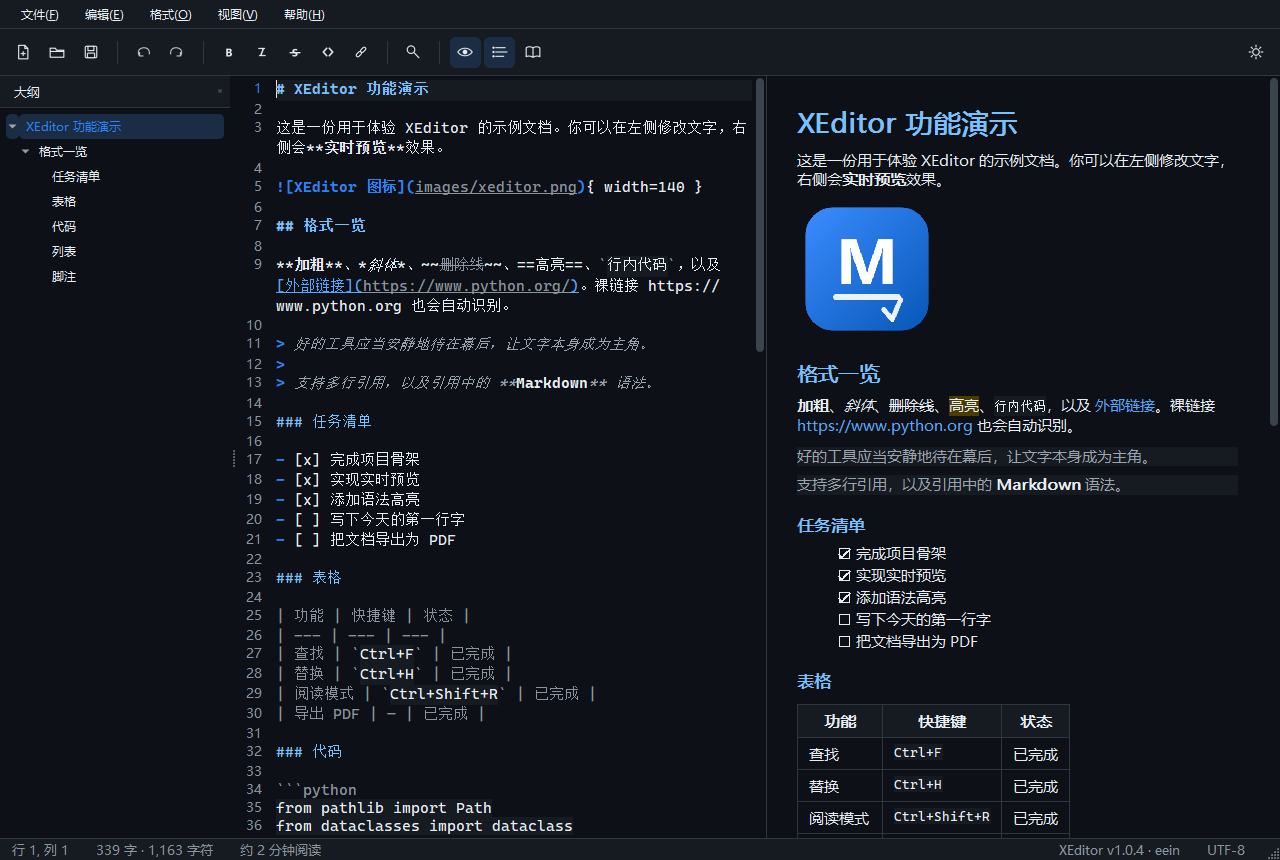 文件(F) 编辑(E) 格式(O) 视图(V) 帮助(H)
B Z S
大纲
XEditor 功能演示
格式一览
任务清单
表格
代码
列表
脚注
1 # XEditor 功能演示
2
3 这是一份用于体验 XEditor 的示例文档。你可以在左侧修改文字，右
侧会**实时预览**效果。
4
5 ![XEditor 图标](images/xeditor.png){ width=140 }
6
7 ## 格式一览
8
9 **加粗**、*斜体*、~~删除线~~、==高亮==、`行内代码`，以及
[外部链接](https://www.python.org/)。裸链接 https://
www.python.org 也会自动识别。
10
11 > 好的工具应当安静地待在幕后，让文字本身成为主角。
12 >
13 > 支持多行引用，以及引用中的 **Markdown** 语法。
14
15 ### 任务清单
16
17 - [x] 完成项目骨架
18 - [x] 实现实时预览
19 - [x] 添加语法高亮
20 - [ ] 写下今天的第一行字
21 - [ ] 把文档导出为 PDF
22
23 ### 表格
24
25 | 功能 | 快捷键 | 状态 |
26 | --- | --- | --- |
27 | 查找 | `Ctrl+F` | 已完成 |
28 | 替换 | `Ctrl+H` | 已完成 |
29 | 阅读模式 | `Ctrl+Shift+R` | 已完成 |
30 | 导出 PDF | — | 已完成 |
31
32 ### 代码
33
34 ```python
35 from pathlib import Path
36 from dataclasses import dataclass
XEditor 功能演示
这是一份用于体验 XEditor 的示例文档。你可以在左侧修改文字，
右侧会实时预览效果。
M
格式一览
加粗、斜体、删除线、高亮、行内代码，以及 外部链接。裸链接
https://www.python.org 也会自动识别。
好的工具应当安静地待在幕后，让文字本身成为主角。
支持多行引用，以及引用中的 Markdown 语法。
任务清单
☑ 完成项目骨架
☑ 实现实时预览
☑ 添加语法高亮
☐ 写下今天的第一行字
☐ 把文档导出为 PDF
表格
功能 快捷键 状态
查找 Ctrl+F 已完成
替换 Ctrl+H 已完成
阅读模式 Ctrl+Shift+R 已完成
行 1, 列 1 339 字 · 1,163 字符 约 2 分钟阅读 XEditor v1.0.4 · eein UTF-8